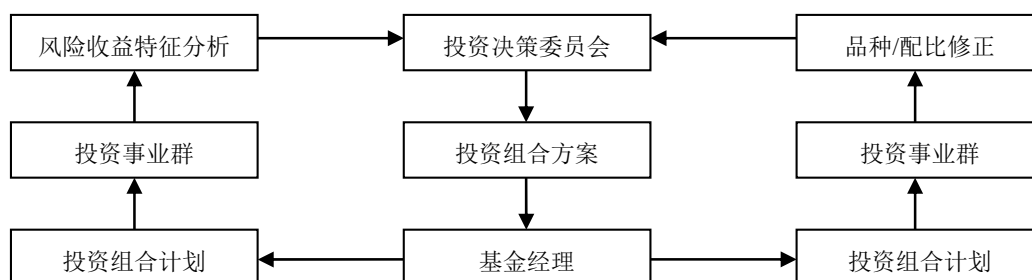 风险收益特征分析
投资决策委员会
品种/配比修正
投资事业群
投资组合方案
投资事业群
投资组合计划
基金经理
投资组合计划